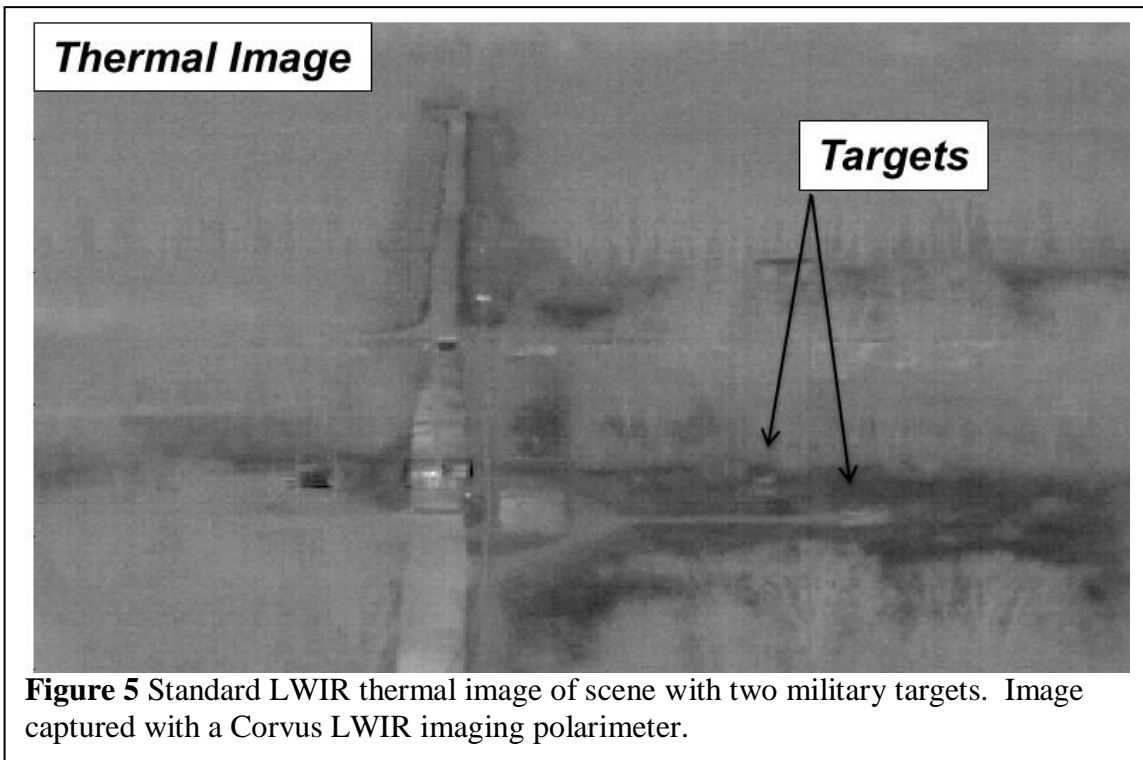 Thermal Image
Targets
Figure 5 Standard LWIR thermal image of scene with two military targets.  Image
captured with a Corvus LWIR imaging polarimeter.